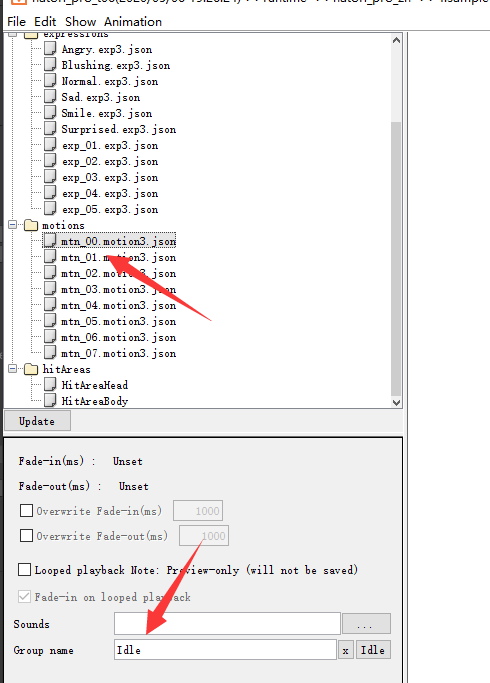 File Edit Show Animation
expressions
Angry.exp3.json
Blushing.exp3.json
Normal.exp3.json
Sad.exp3.json
Smile.exp3.json
Surprised.exp3.json
exp_01.exp3.json
exp_02.exp3.json
exp_03.exp3.json
exp_04.exp3.json
exp_05.exp3.json
motions
mtn_00.motion3.json
mtn_01.motion3.json
mtn_02.motion3.json
mtn_03.motion3.json
mtn_04.motion3.json
mtn_05.motion3.json
mtn_06.motion3.json
mtn_07.motion3.json
hitAreas
HitAreaHead
HitAreaBody
Update
Fade-in(ms) : Unset
Fade-out(ms) : Unset
Overwrite Fade-in(ms) 1000
Overwrite Fade-out(ms) 1000
Looped playback Note: Preview-only (will not be saved)
Fade-in on looped playback
Sounds ...
Group name Idle x Idle